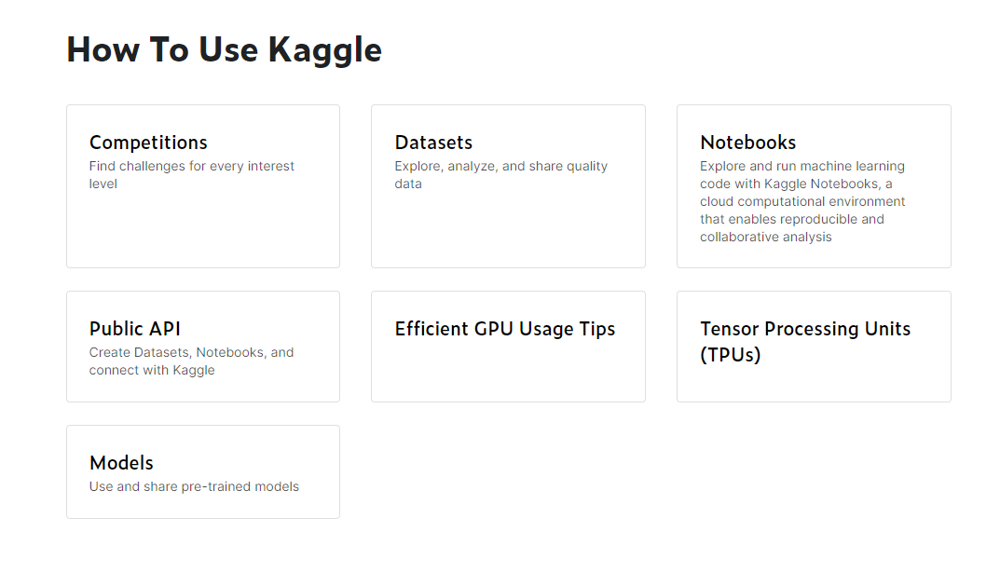 How To Use Kaggle
Competitions
Find challenges for every interest
level
Datasets
Explore, analyze, and share quality
data
Notebooks
Explore and run machine learning
code with Kaggle Notebooks, a
cloud computational environment
that enables reproducible and
collaborative analysis
Public API
Create Datasets, Notebooks, and
connect with Kaggle
Efficient GPU Usage Tips
Tensor Processing Units
(TPUs)
Models
Use and share pre-trained models